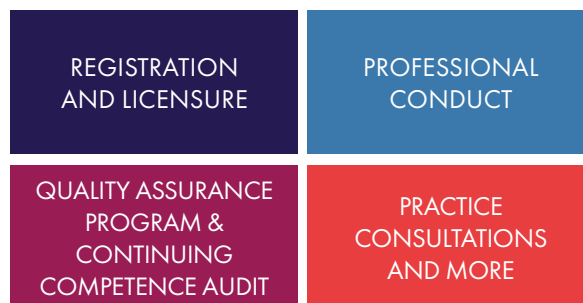 REGISTRATION
AND LICENSURE
PROFESSIONAL
CONDUCT
QUALITY ASSURANCE
PROGRAM &
CONTINUING
COMPETENCE AUDIT
PRACTICE
CONSULTATIONS
AND MORE